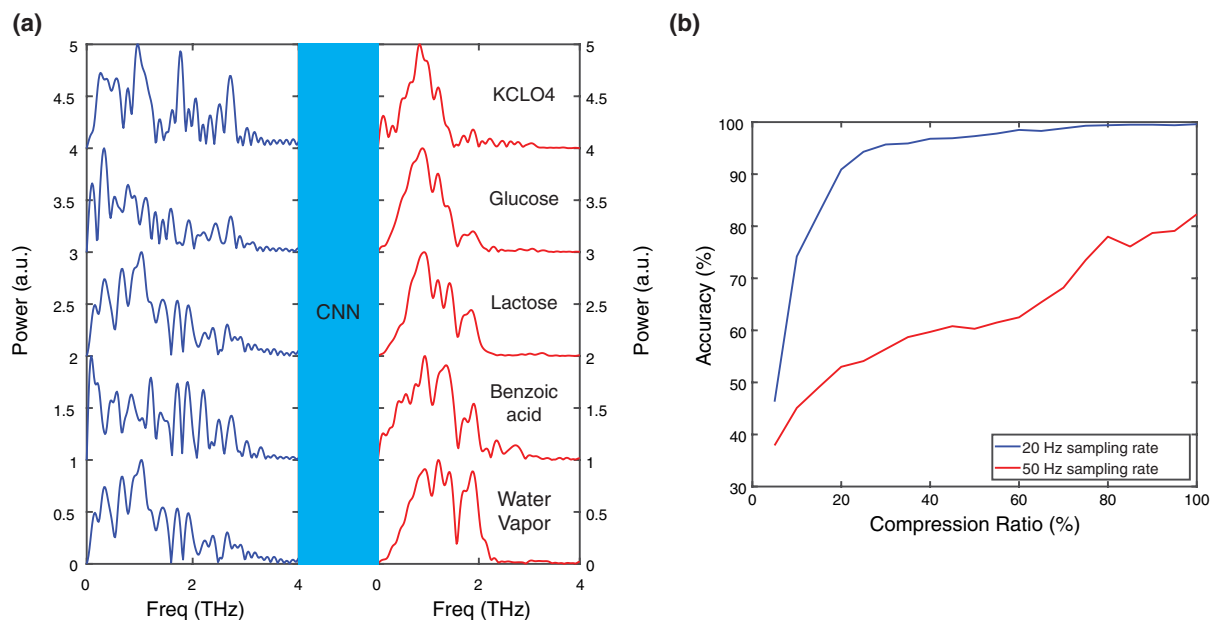 (a)
5
4.5
4
3.5
3
2.5
2
1.5
1
0.5
0
Power (a.u.)
0
2
4
Freq (THz)
CNN
KCLO4
Glucose
Lactose
Benzoic
acid
Water
Vapor
5
4.5
4
3.5
3
2.5
2
1.5
1
0.5
0
Power (a.u.)
0
2
4
Freq (THz)
(b)
100
90
80
70
60
50
40
30
Accuracy (%)
0
20
40
60
80
100
Compression Ratio (%)
20 Hz sampling rate
50 Hz sampling rate